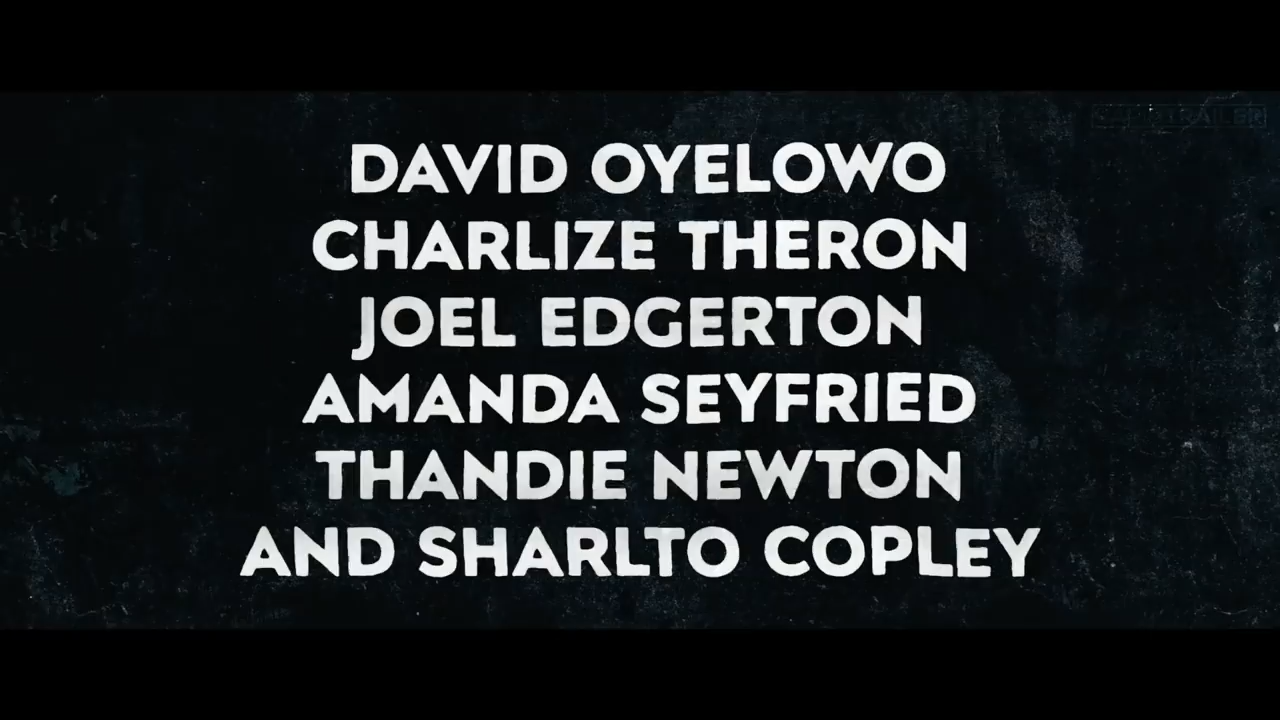 DAVID OYELOWO
CHARLIZE THERON
JOEL EDGERTON
AMANDA SEYFRIED
THANDIE NEWTON
AND SHARLTO COPLEY